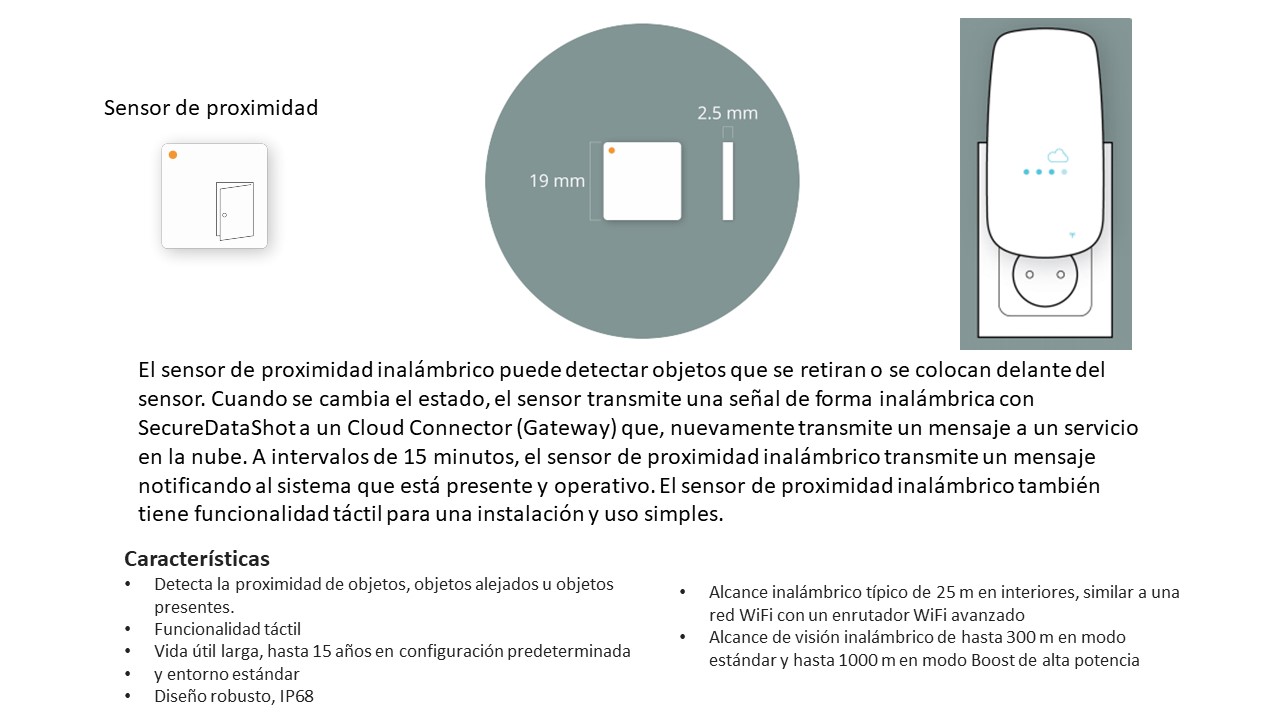 Sensor de proximidad
2.5 mm
19 mm
El sensor de proximidad inalámbrico puede detectar objetos que se retiran o se colocan delante del
sensor. Cuando se cambia el estado, el sensor transmite una señal de forma inalámbrica con
SecureDataShot a un Cloud Connector (Gateway) que, nuevamente transmite un mensaje a un servicio
en la nube. A intervalos de 15 minutos, el sensor de proximidad inalámbrico transmite un mensaje
notificando al sistema que está presente y operativo. El sensor de proximidad inalámbrico también
tiene funcionalidad táctil para una instalación y uso simples.
Características
• Detecta la proximidad de objetos, objetos alejados u objetos
presentes.
• Funcionalidad táctil
• Vida útil larga, hasta 15 años en configuración predeterminada
• y entorno estándar
• Diseño robusto, IP68
• Alcance inalámbrico típico de 25 m en interiores, similar a una
red WiFi con un enrutador WiFi avanzado
• Alcance de visión inalámbrico de hasta 300 m en modo
estándar y hasta 1000 m en modo Boost de alta potencia